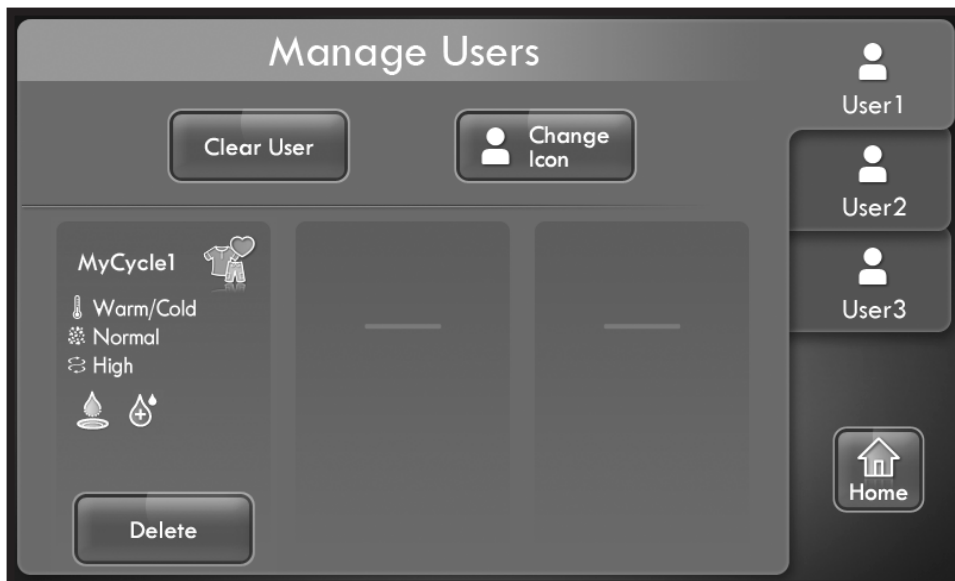 Manage Users
Clear User
Change
Icon
User1
User2
User3
MyCycle1
Warm/Cold
Normal
High
Delete
Home